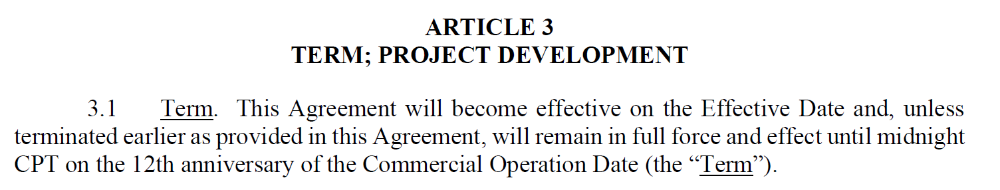 ARTICLE 3
TERM; PROJECT DEVELOPMENT
3.1 Term. This Agreement will become effective on the Effective Date and, unless
terminated earlier as provided in this Agreement, will remain in full force and effect until midnight
CPT on the 12th anniversary of the Commercial Operation Date (the “Term”).